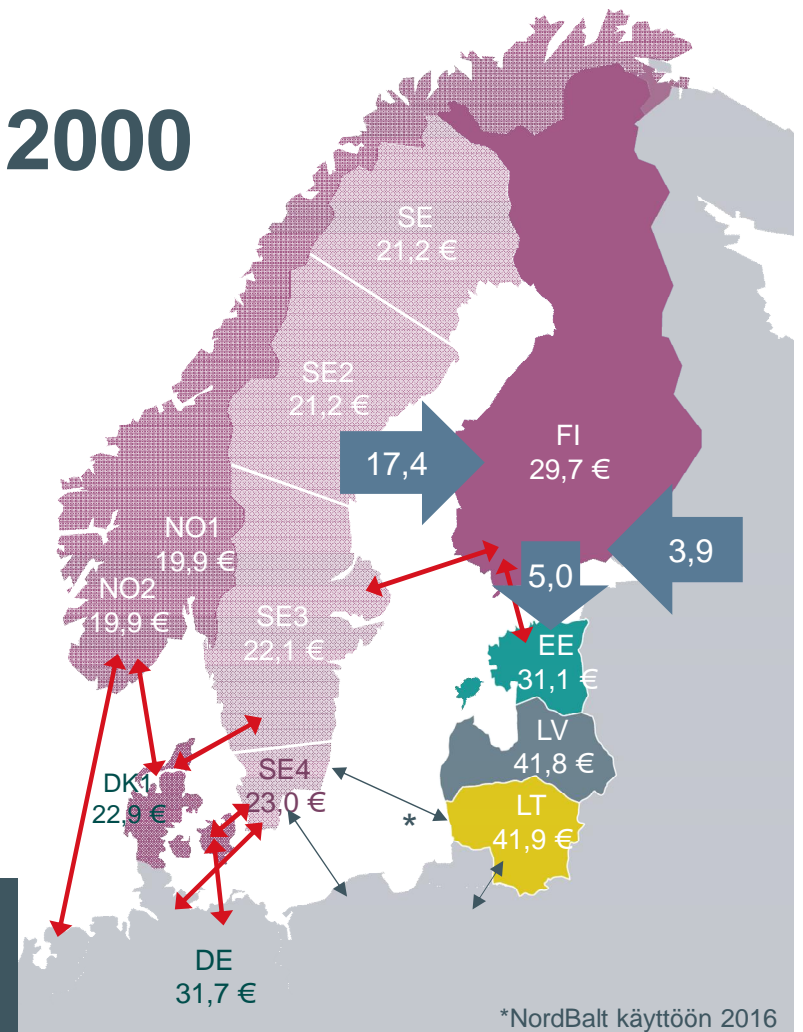 2000
SE
21,2 €
SE2
21,2 €
17,4
FI
29,7 €
NO1
19,9 €
NO2
19,9 €
3,9
5,0
SE3
22,1 €
EE
31,1 €
LV
41,8 €
DK1
22,9 €
SE4
23,0 €
LT
41,9 €
*
DE
31,7 €
*NordBalt käyttöön 2016